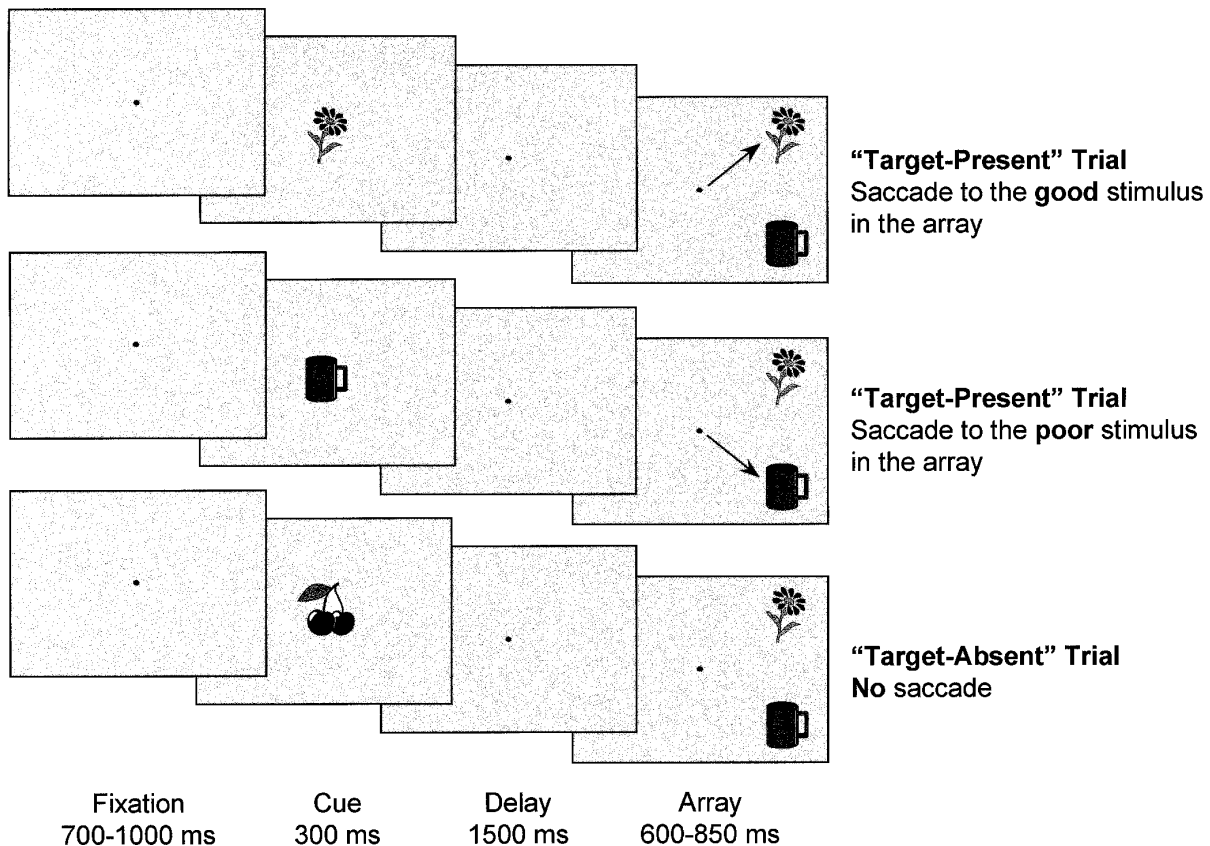 “Target-Present” Trial
Saccade to the good stimulus
in the array
“Target-Present” Trial
Saccade to the poor stimulus
in the array
“Target-Absent” Trial
No saccade
Fixation
700-1000 ms
Cue
300 ms
Delay
1500 ms
Array
600-850 ms